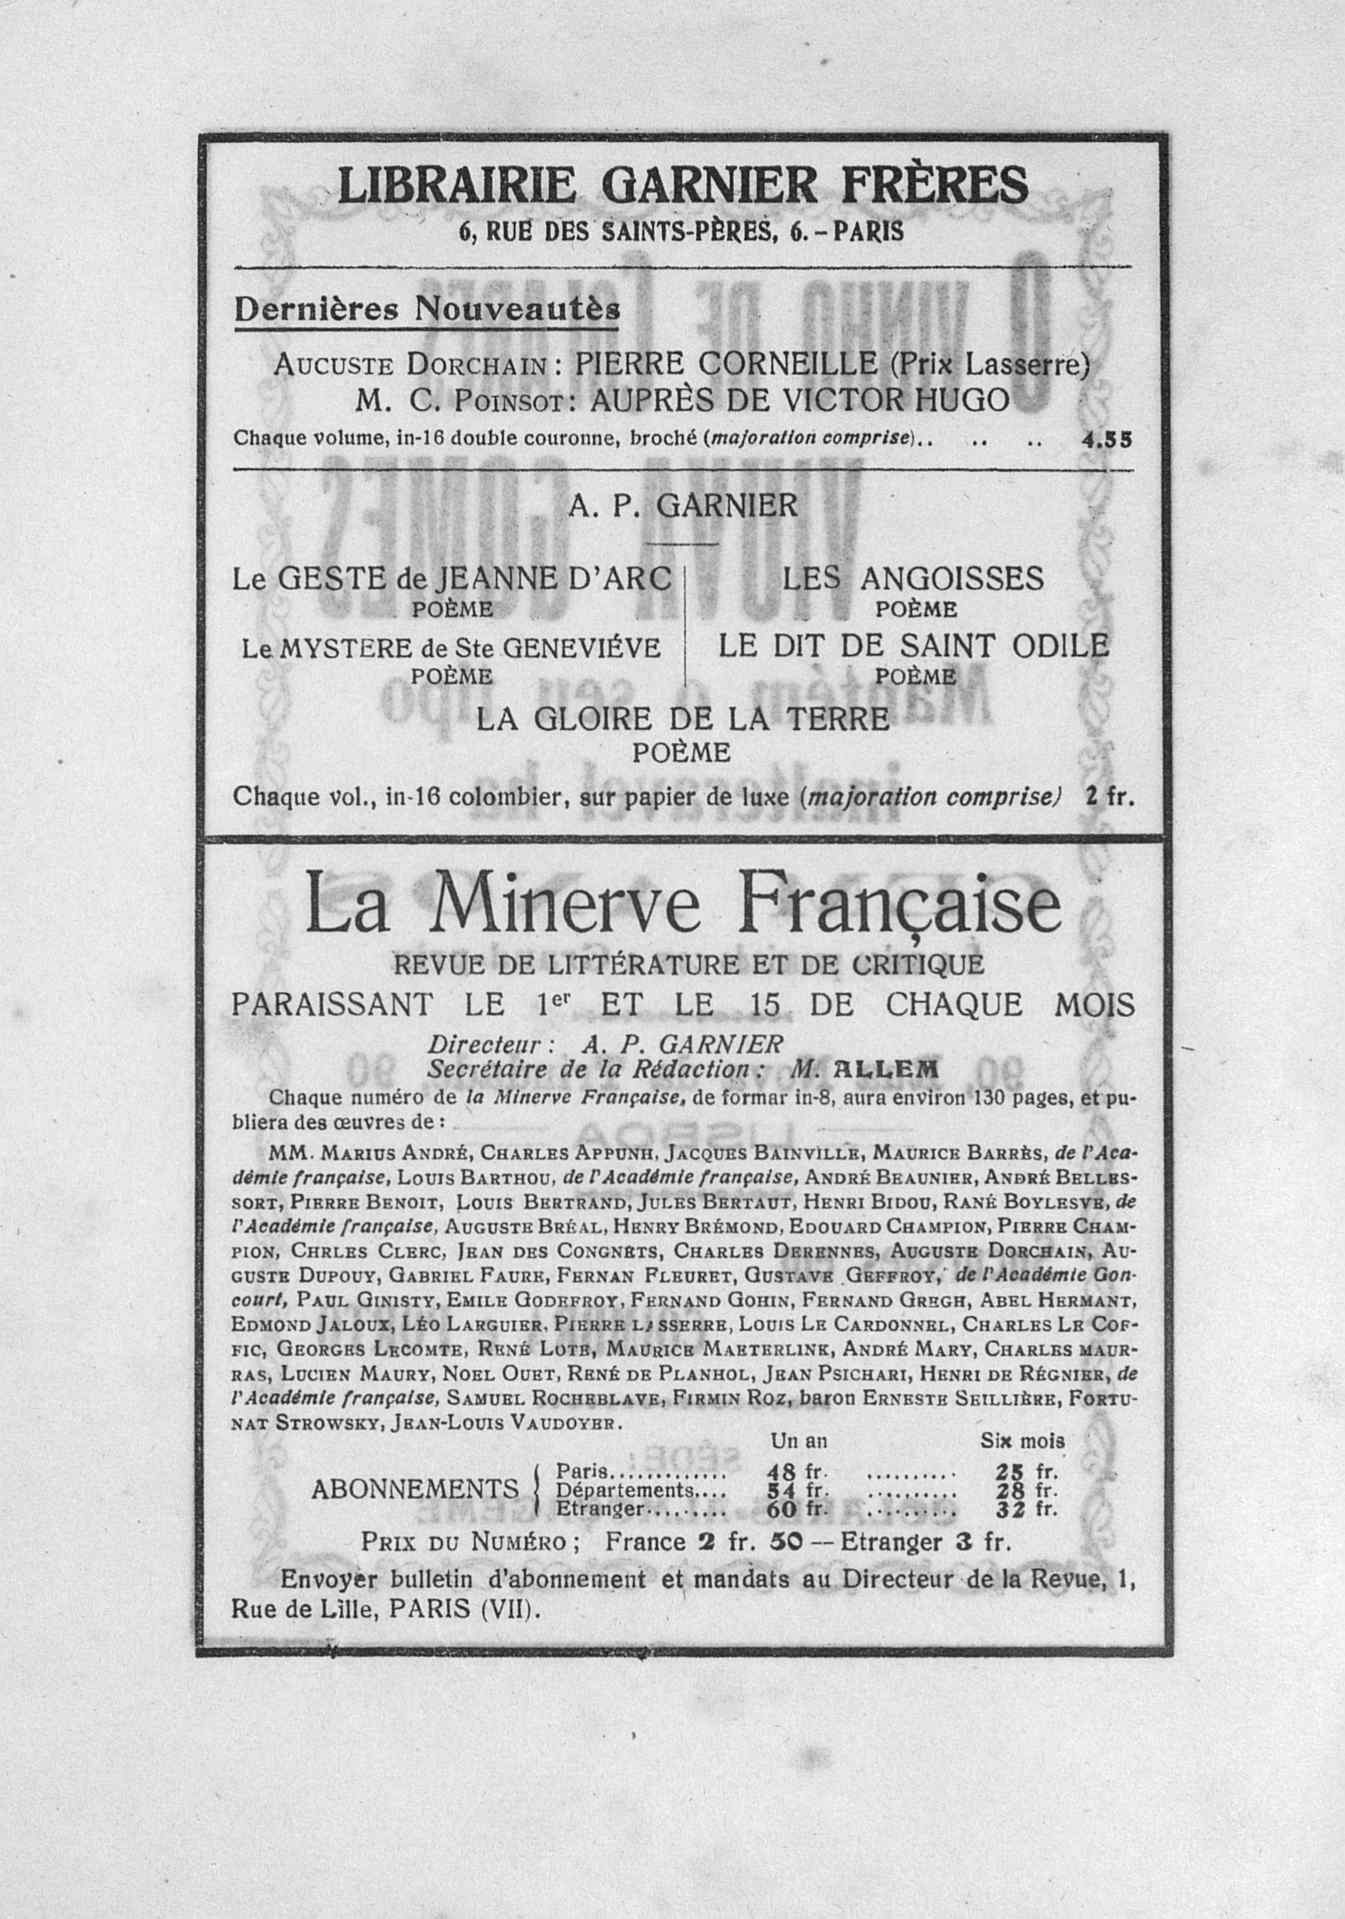 LIBRAIRIE GARNIER FRÈRES
6, RUE DES SAINTS-PÈRES, 6. – PARIS
Dernières Nouveautès
AUCUSTE DORCHAIN: PIERRE CORNEILLE (Prix Lasserre)
M. C. POINSOT: AUPRÈS DE VICTOR HUGO
Chaque volume, in-16 double couronne, broché (majoration comprise).. .. .. 4.55
A. P. GARNIER
Le GESTE de JEANNE D'ARC
POÈME
Le MYSTERE de Ste GENEVIÉVE
POÈME
LES ANGOISSES
POÈME
LE DIT DE SAINT ODILE
POÈME
LA GLOIRE DE LA TERRE
POÈME
Chaque vol., in-16 colombier, sur papier de luxe (majoration comprise) 2 fr.
La Minerve Française
REVUE DE LITTÉRATURE ET DE CRITIQUE
PARAISSANT LE 1er ET LE 15 DE CHAQUE MOIS
Directeur: A. P. GARNIER
Secrétaire de la Rédaction: M. ALLEM
Chaque numéro de la Minerve Française, de formar in-8, aura environ 130 pages, et pu-
bliera des œuvres de:
MM. MARIUS ANDRÉ, CHARLES APPUNH, JACQUES BAINVILLE, MAURICE BARRÈS, de l'Aca-
démie française, LOUIS BARTHOU, de l'Académie française, ANDRÉ BEAUNIER, ANDRÉ BELLES-
SORT, PIERRE BENOIT, LOUIS BERTRAND, JULES BERTAUT, HENRI BIDOU, RANÉ BOYLESVE, de
l'Académie française, AUGUSTE BRÉAL, HENRY BRÉMOND, EDOUARD CHAMPION, PIERRE CHAM-
PION, CHRLES CLERC, JEAN DES CONGNÈTS, CHARLES DERENNES, AUGUSTE DORCHAIN, AU-
GUSTE DUPOUY, GABRIEL FAURE, FERNAN FLEURET, GUSTAVE GEFFROY, de l'Académie Gon-
court, PAUL GINISTY, EMILE GODEFROY, FERNAND GOHIN, FERNAND GREGH, ABEL HERMANT,
EDMOND JALOUX, LÉO LARGUIER, PIERRE LASSERRE, LOUIS LE CARDONNEL, CHARLES LE COF-
FIC, GEORGES LECOMTE, RENÉ LOTE, MAURICE MAETERLINK, ANDRÉ MARY, CHARLES MAUR-
RAS, LUCIEN MAURY, NOEL OUET, RENÉ DE PLANHOL, JEAN PSICHARI, HENRI DE RÉGNIER, de
l'Académie française, SAMUEL ROCHEBLAVE, FIRMIN ROZ, baron ERNESTE SEILLIÈRE, FORTU-
NAT STROWSKY, JEAN-LOUIS VAUDOYER.
Un an Six mois
ABONNEMENTS
Paris............. 48 fr. .......... 25 fr.
Départements.... 54 fr. .......... 28 fr.
Etranger......... 60 fr. .......... 32 fr.
PRIX DU NUMÉRO; France 2 fr. 50 — Etranger 3 fr.
Envoyer bulletin d'abonnement et mandats au Directeur de la Revue, 1,
Rue de Lille, PARIS (VII).